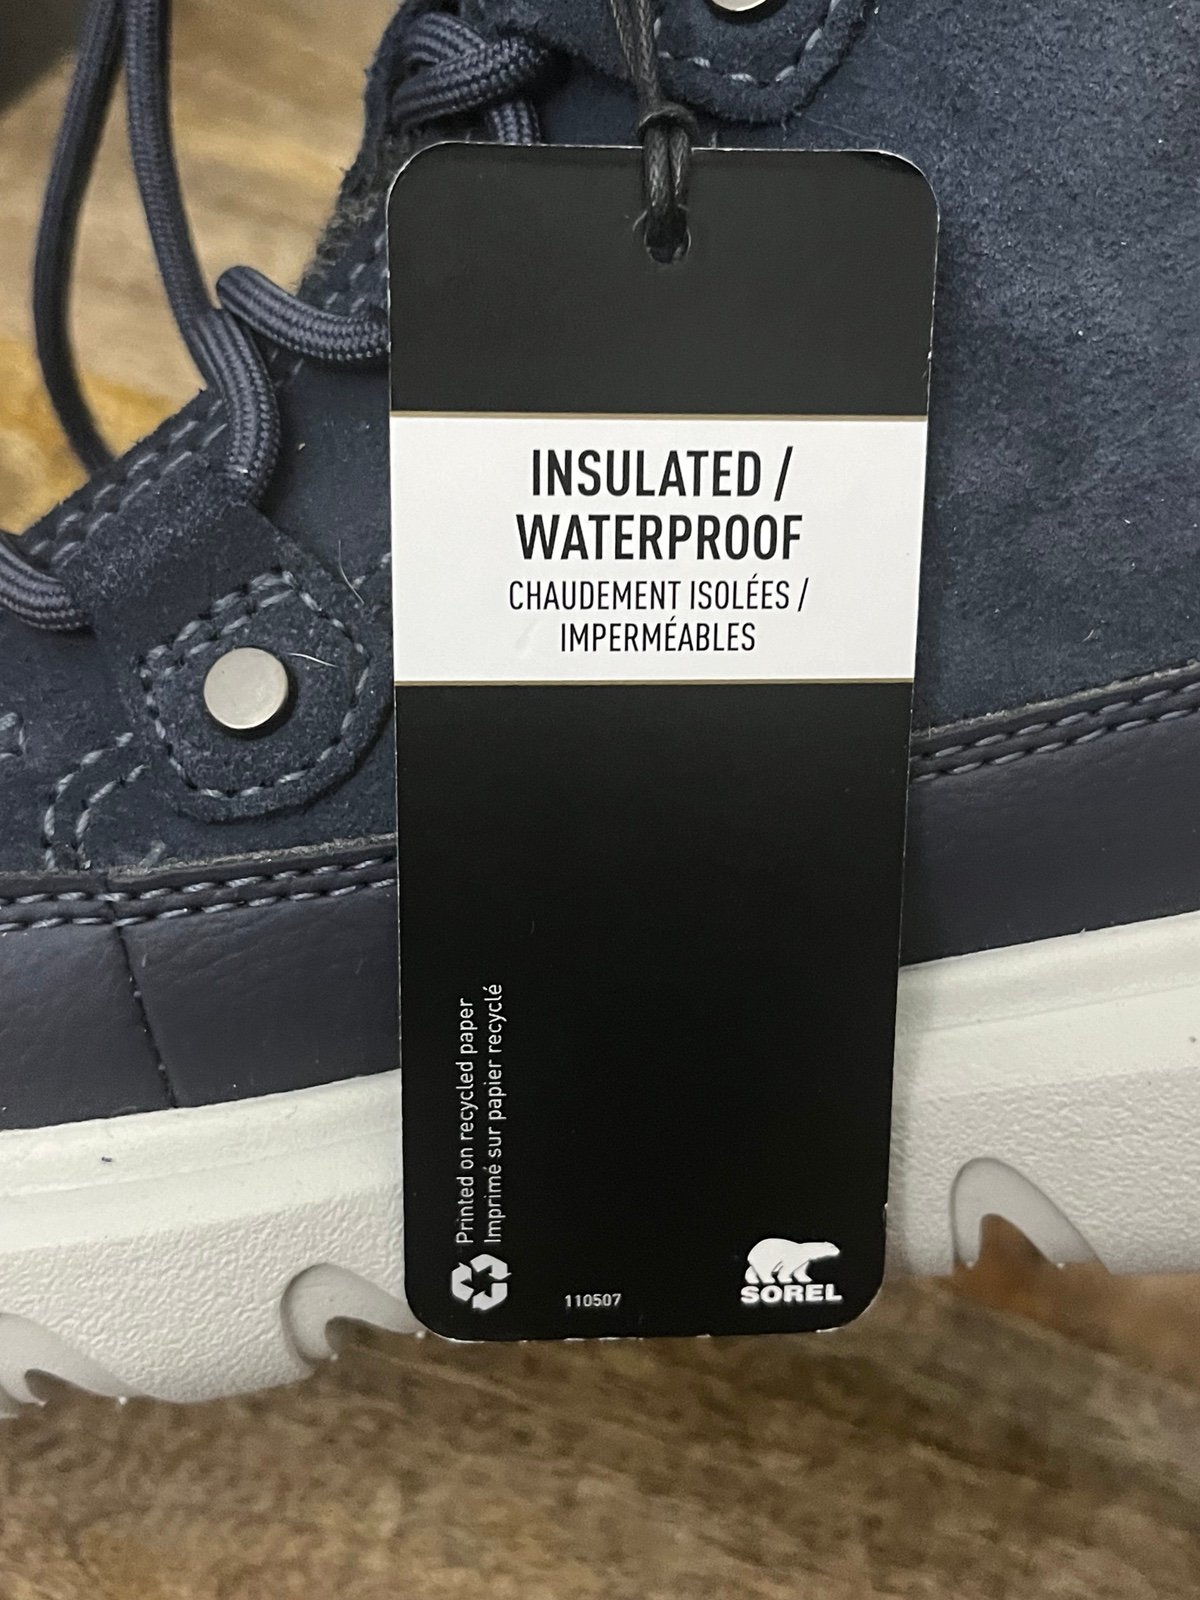 INSULATED /
WATERPROOF
CHAUDEMENT ISOLÉES /
IMPERMÉABLES
Printed on recycled paper
Imprimé sur papier recyclé
110507
SOREL